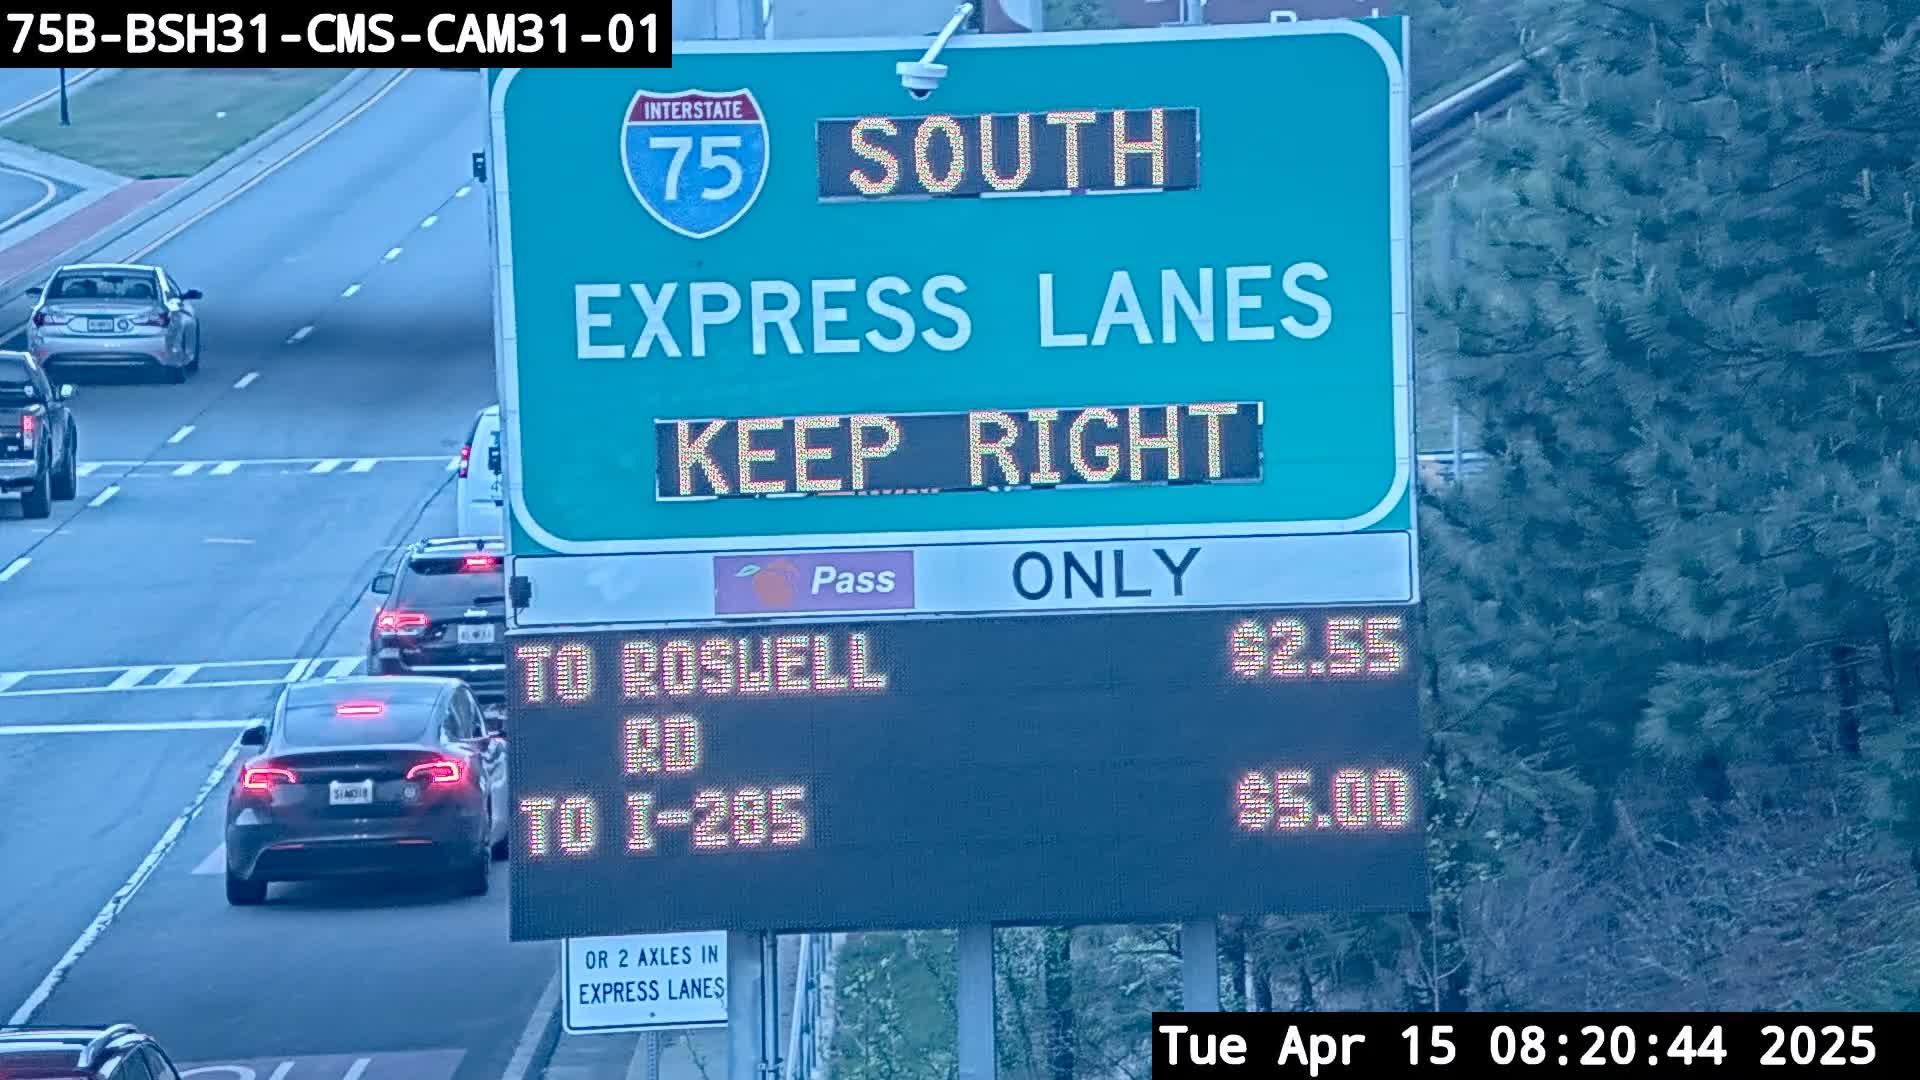 75B-BSH31-CMS-CAM31-01
INTERSTATE
75
SOUTH
EXPRESS LANES
KEEP RIGHT
Pass ONLY
TO ROSWELL $2.55
RD
TO I-285 $5.00
OR 2 AXLES IN
EXPRESS LANES
Tue Apr 15 08:20:44 2025